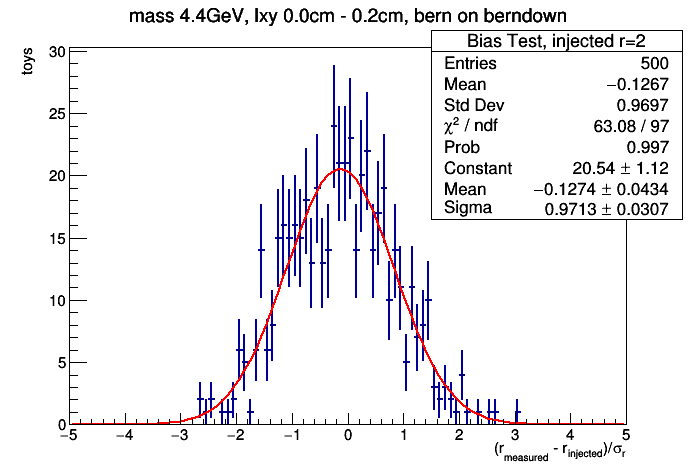 mass 4.4GeV, lxy 0.0cm - 0.2cm, bern on berndown
Bias Test, injected r=2
Entries 500
Mean −0.1267
Std Dev 0.9697
χ² / ndf 63.08 / 97
Prob 0.997
Constant 20.54 ± 1.12
Mean −0.1274 ± 0.0434
Sigma 0.9713 ± 0.0307
toys
30
25
20
15
10
5
0
−5 −4 −3 −2 −1 0 1 2 3 4 5
(r_measured - r_injected)/σ_r